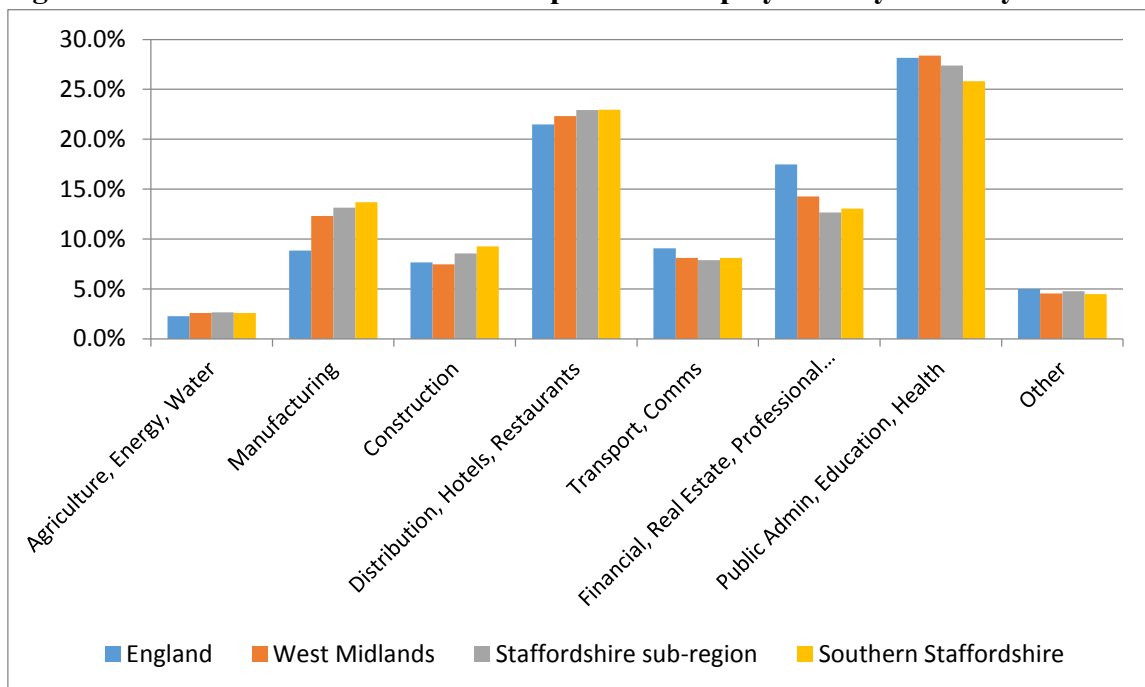 30.0%
25.0%
20.0%
15.0%
10.0%
5.0%
0.0%
Agriculture, Energy, Water
Manufacturing
Construction
Distribution, Hotels, Restaurants
Transport, Comms
Financial, Real Estate, Professional…
Public Admin, Education, Health
Other
England
West Midlands
Staffordshire sub-region
Southern Staffordshire